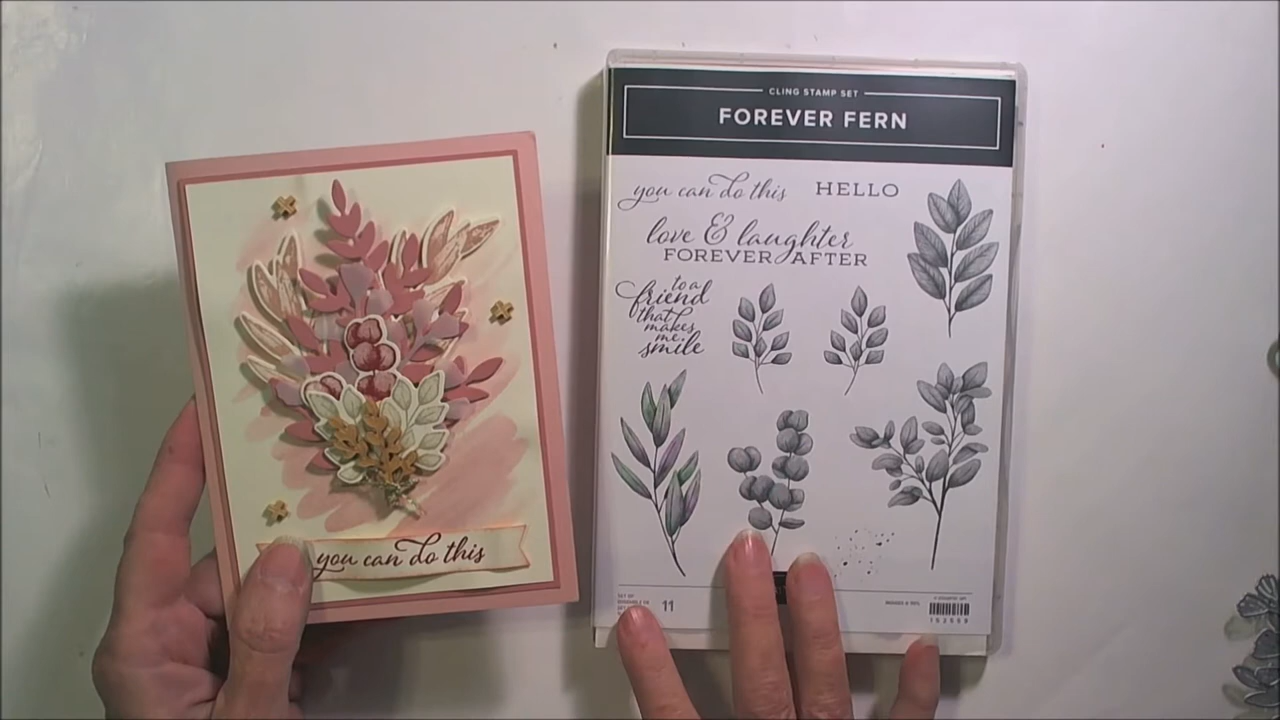 you can do this
CLING STAMP SET
FOREVER FERN
you can do this
HELLO
love & laughter
FOREVER AFTER
to a
friend
that
makes
me
smile
11